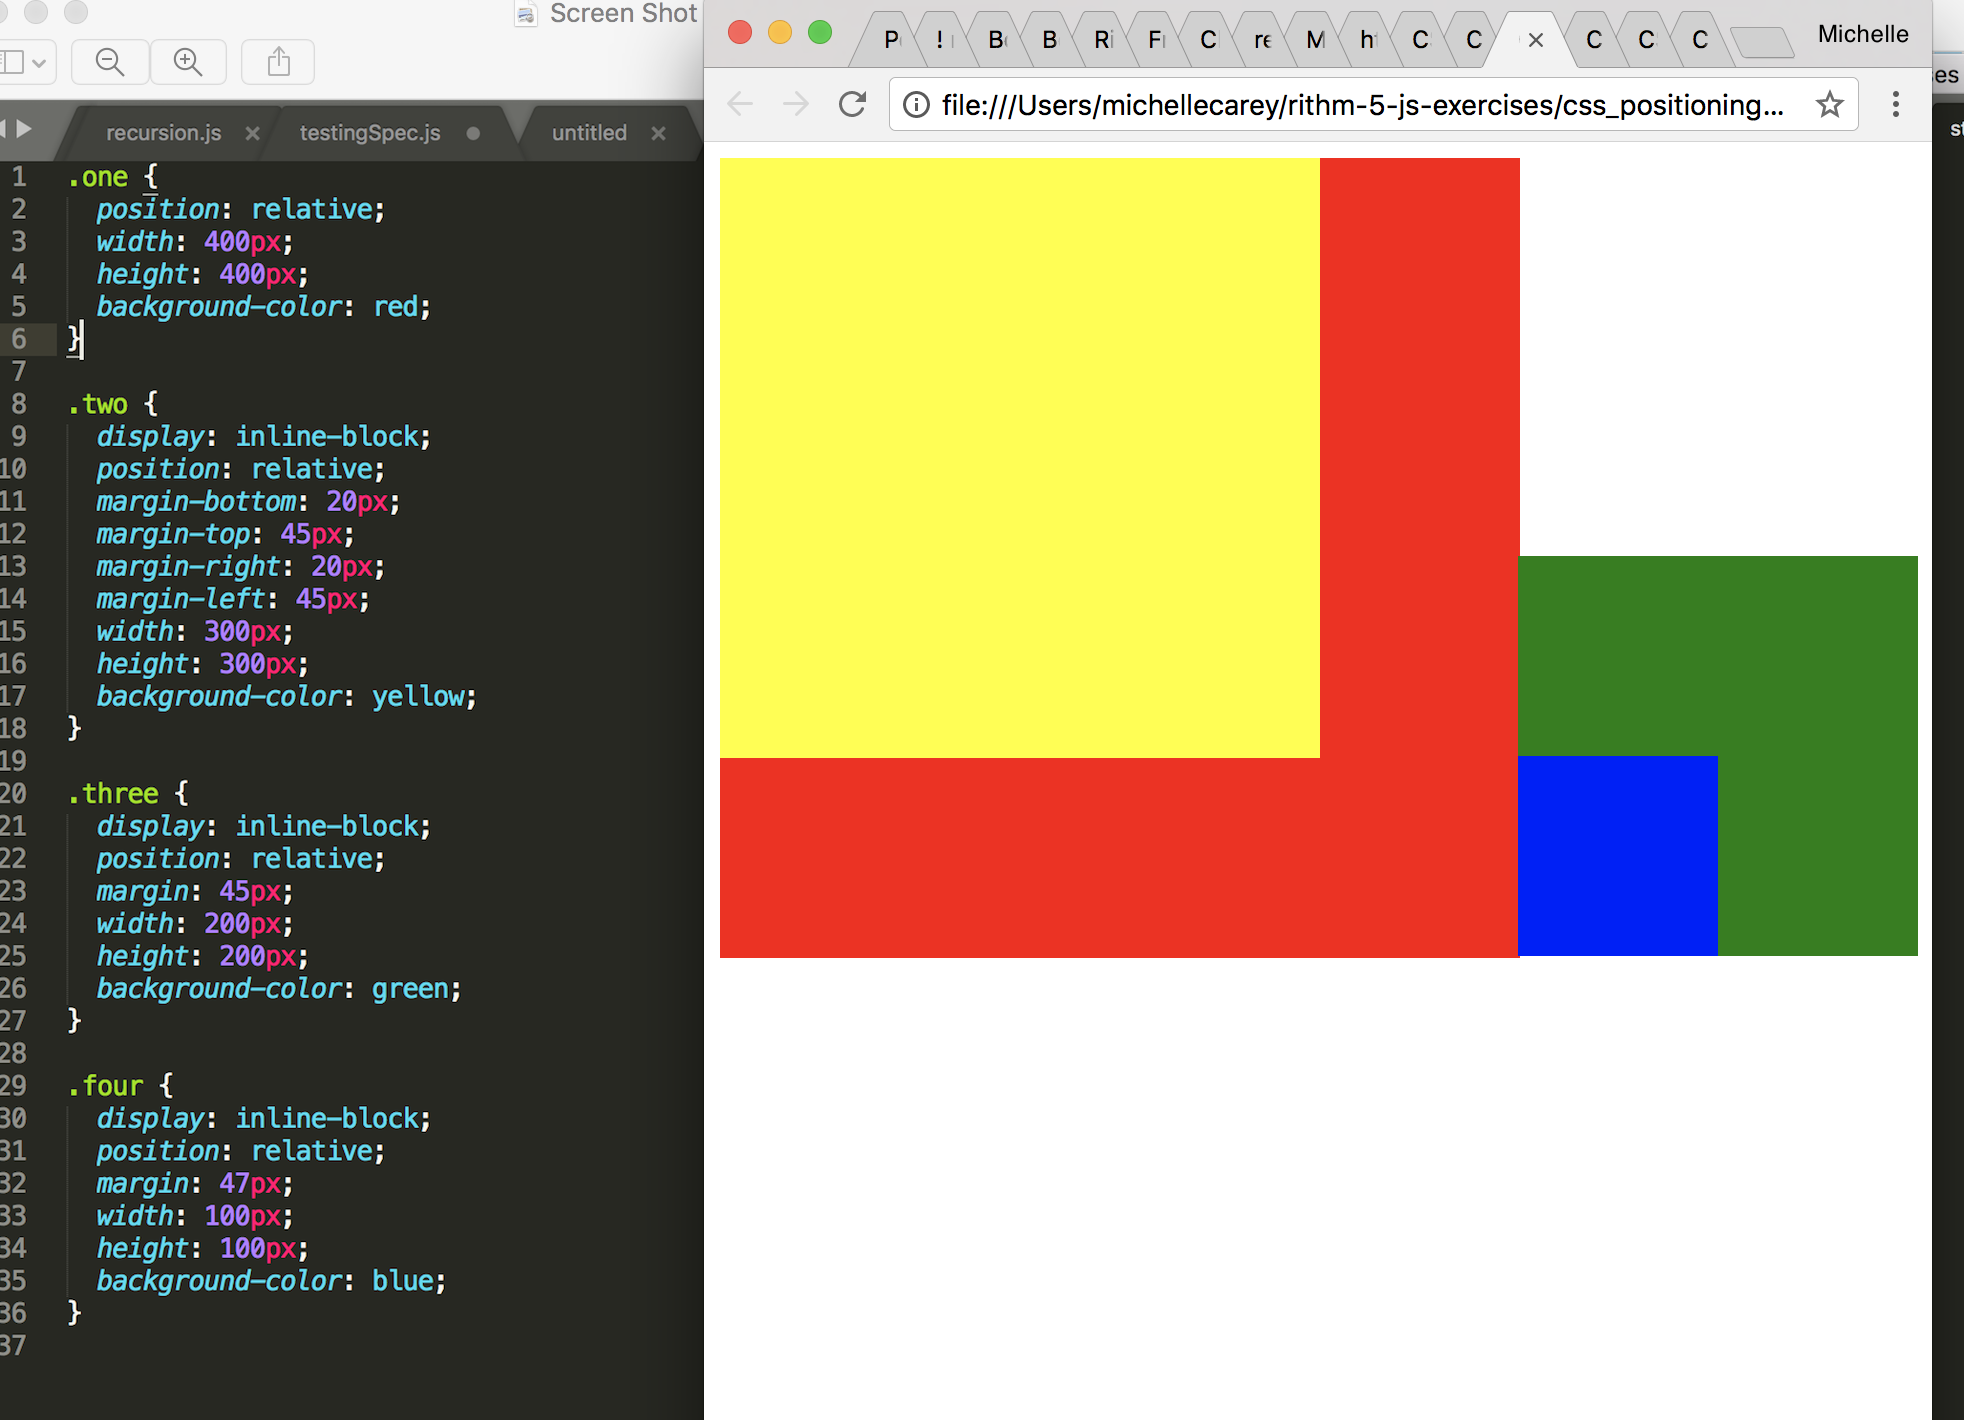 Screen Shot
recursion.js
testingSpec.js
untitled
1 .one {
2 position: relative;
3 width: 400px;
4 height: 400px;
5 background-color: red;
6 }
7
8 .two {
9 display: inline-block;
10 position: relative;
11 margin-bottom: 20px;
12 margin-top: 45px;
13 margin-right: 20px;
14 margin-left: 45px;
15 width: 300px;
16 height: 300px;
17 background-color: yellow;
18 }
19
20 .three {
21 display: inline-block;
22 position: relative;
23 margin: 45px;
24 width: 200px;
25 height: 200px;
26 background-color: green;
27 }
28
29 .four {
30 display: inline-block;
31 position: relative;
32 margin: 47px;
33 width: 100px;
34 height: 100px;
35 background-color: blue;
36 }
37
P ! B B Ri F C re M h C C C C C
Michelle
file:///Users/michellecarey/rithm-5-js-exercises/css_positioning...
es
st